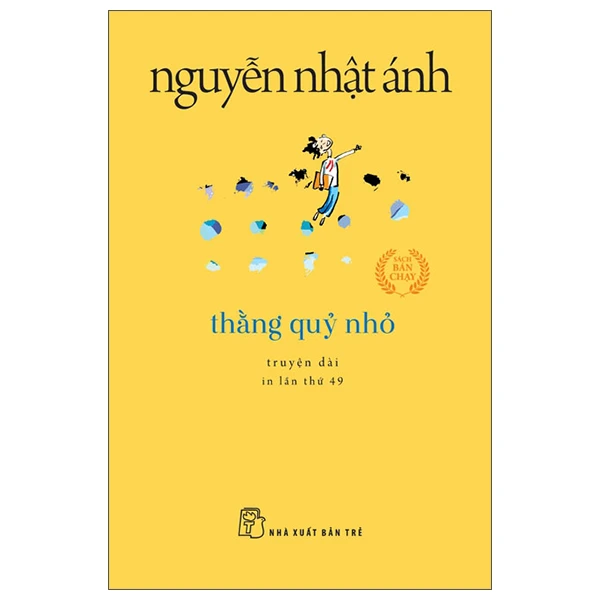 nguyễn nhật ánh
SÁCH
BÁN
CHẠY
thằng quỷ nhỏ
truyện dài
in lần thứ 49
T
NHÀ XUẤT BẢN TRẺ